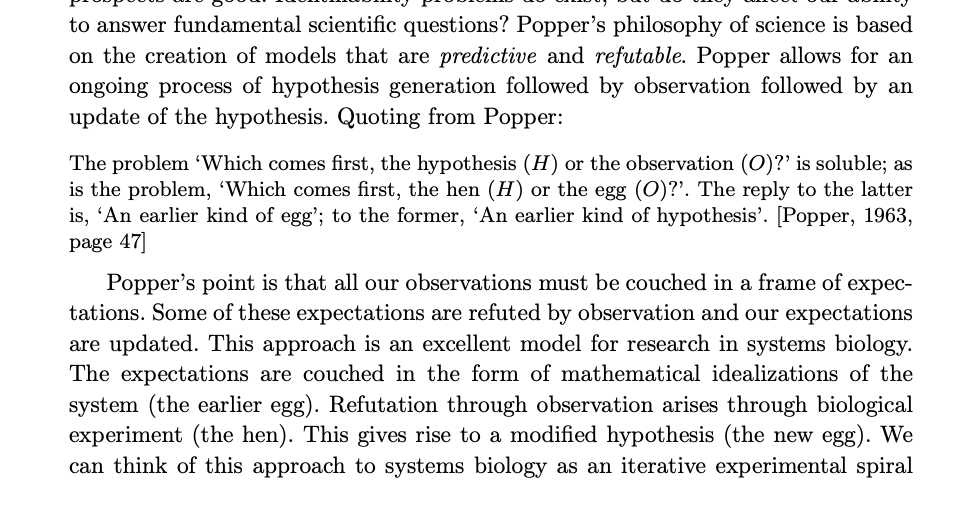 to answer fundamental scientific questions? Popper's philosophy of science is based
on the creation of models that are predictive and refutable. Popper allows for an
ongoing process of hypothesis generation followed by observation followed by an
update of the hypothesis. Quoting from Popper:
The problem ‘Which comes first, the hypothesis (H) or the observation (O)?’ is soluble; as
is the problem, ‘Which comes first, the hen (H) or the egg (O)?’. The reply to the latter
is, ‘An earlier kind of egg’; to the former, ‘An earlier kind of hypothesis’. [Popper, 1963,
page 47]
Popper's point is that all our observations must be couched in a frame of expec-
tations. Some of these expectations are refuted by observation and our expectations
are updated. This approach is an excellent model for research in systems biology.
The expectations are couched in the form of mathematical idealizations of the
system (the earlier egg). Refutation through observation arises through biological
experiment (the hen). This gives rise to a modified hypothesis (the new egg). We
can think of this approach to systems biology as an iterative experimental spiral